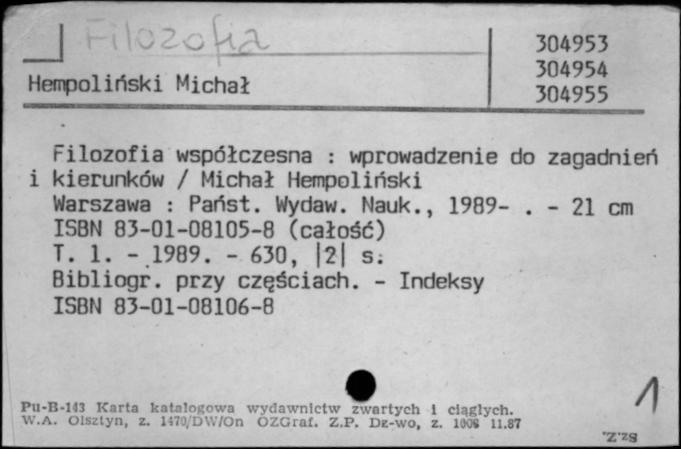 Filozofia
304953
304954
Hempoliński Michał
304955
Filozofia współczesna : wprowadzenie do zagadnień
i kierunków / Michał Hempoliński
Warszawa : Państ. Wydaw. Nauk., 1989- . - 21 cm
ISBN 83-01-08105-8 (całość)
T. 1. - 1989. - 630, |2| s.
Bibliogr. przy częściach. - Indeksy
ISBN 83-01-08106-8
1
Pu-B-143 Karta katalogowa wydawnictw zwartych i ciągłych.
W.A. Olsztyn, z. 1470/DW/On OZGraf. Z.P. Dz-wo, z. 1008 11.87